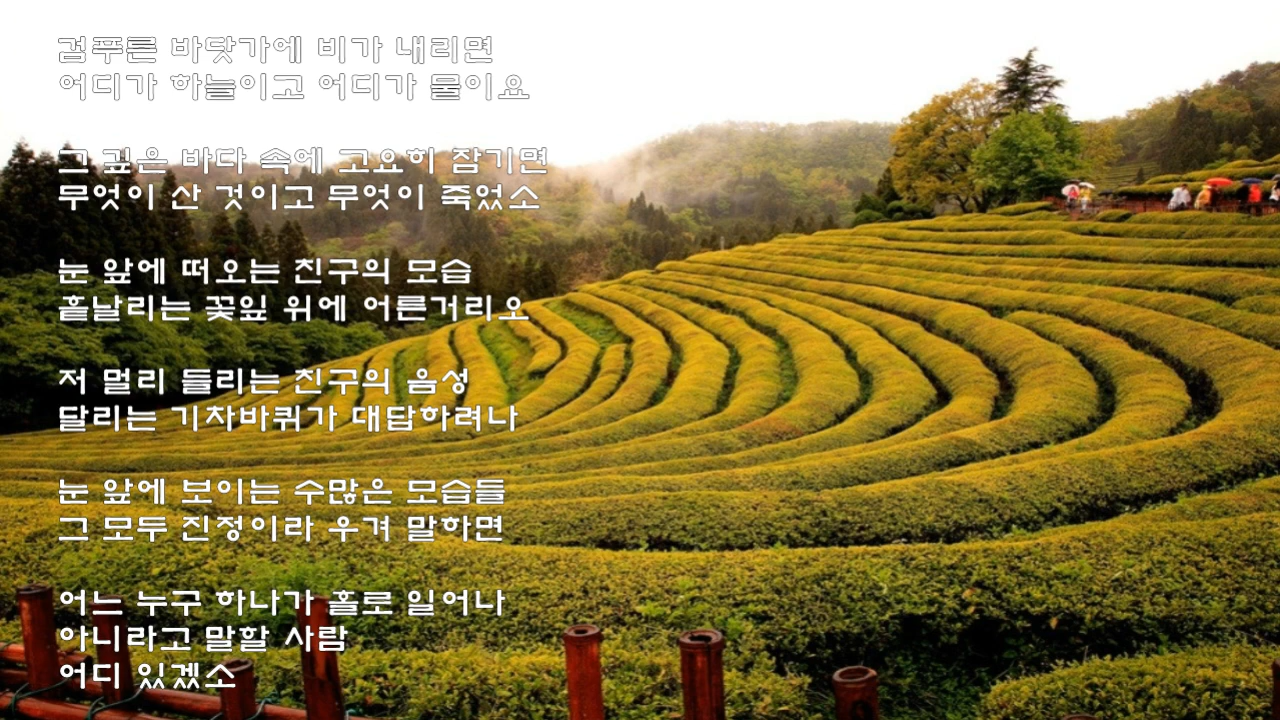 검푸른 바닷가에 비가 내리면
어디가 하늘이고 어디가 물이요
그 깊은 바다 속에 고요히 잠기면
무엇이 산 것이고 무엇이 죽었소
눈 앞에 떠오는 친구의 모습
흩날리는 꽃잎 위에 어른거리오
저 멀리 들리는 친구의 음성
달리는 기차바퀴가 대답하려나
눈 앞에 보이는 수많은 모습들
그 모두 진정이라 우겨 말하면
어느 누구 하나가 홀로 일어나
아니라고 말할 사람
어디 있겠소